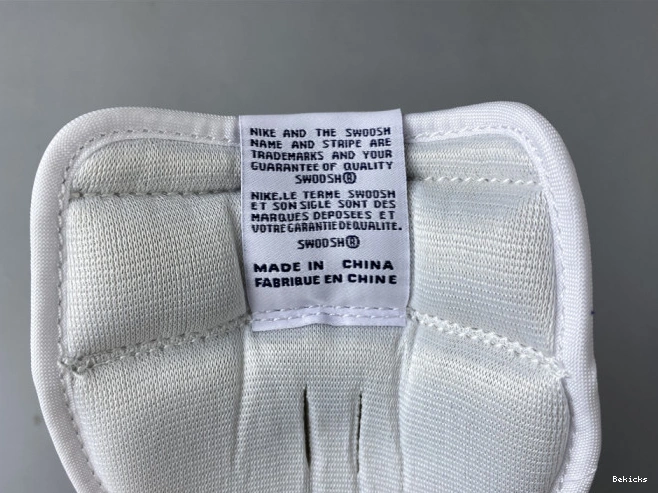 NIKE AND THE SWOOSH
NAME AND STRIPE ARE
TRADEMARKS AND YOUR
GUARANTEE OF QUALITY
SWOOSH®
NIKE.LE TERME SWOOSH
ET SON SIGLE SONT DES
MARQUES DEPOSEES ET
VOTRE GARANTIE DE QUALITE.
SWOOSH®
MADE IN CHINA
FABRIQUE EN CHINE
Bekicks